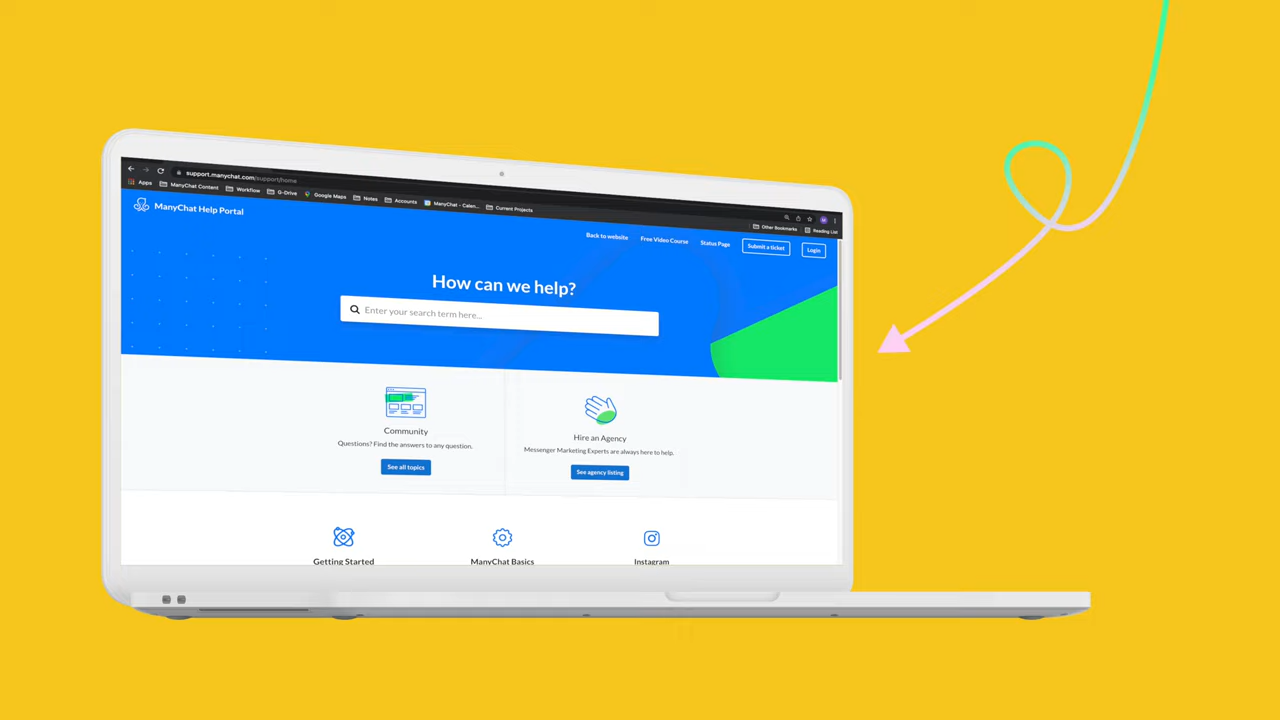 support.manychat.com/support/home
Apps ManyChat Content Workflow G-Drive Google Maps Notes Accounts ManyChat - Calen... Current Projects Other Bookmarks Reading List
ManyChat Help Portal
Back to website Free Video Course Status Page Submit a ticket Login
How can we help?
Enter your search term here...
Community
Questions? Find the answers to any question.
See all topics
Hire an Agency
Messenger Marketing Experts are always here to help.
See agency listing
Getting Started ManyChat Basics Instagram